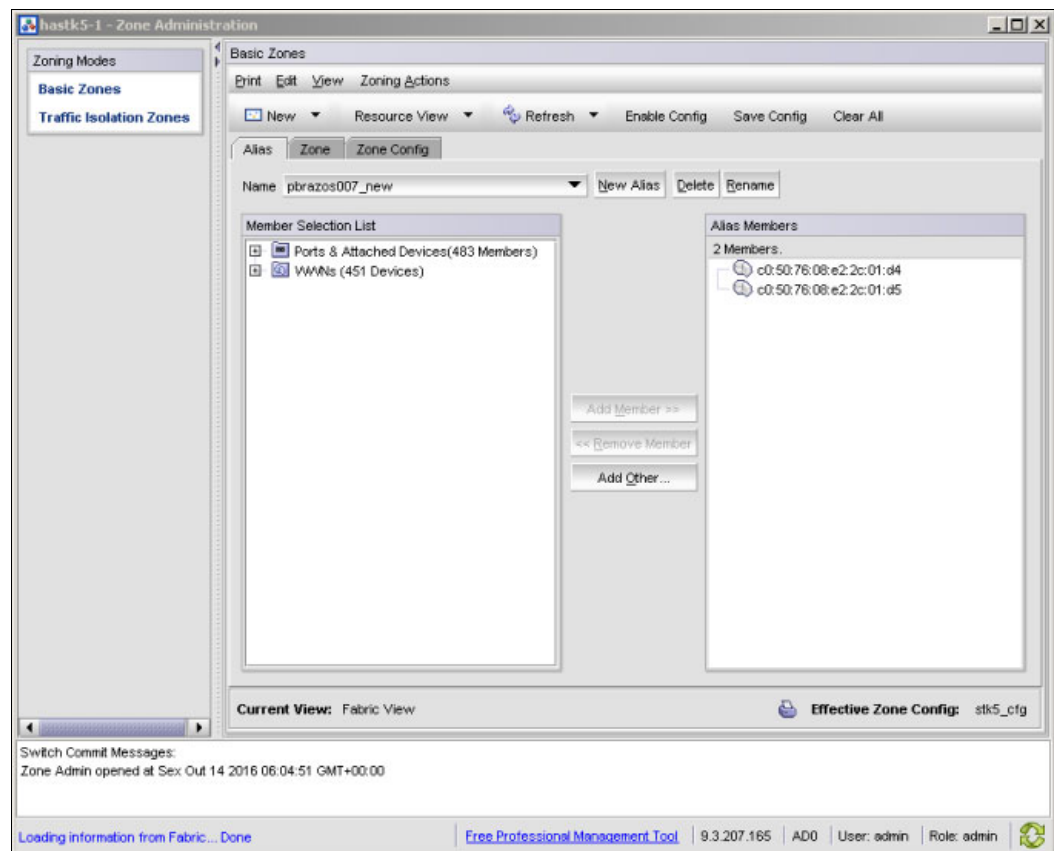 hastk5-1 - Zone Administration
Zoning Modes
Basic Zones
Traffic Isolation Zones
Basic Zones
Print Edit View Zoning Actions
New Resource View Refresh Enable Config Save Config Clear All
Alias Zone Zone Config
Name pbrazos007_new New Alias Delete Rename
Member Selection List
Ports & Attached Devices(483 Members)
WWNs (451 Devices)
Add Member >>
<< Remove Member
Add Other...
Alias Members
2 Members.
c0:50:76:08:e2:2c:01:d4
c0:50:76:08:e2:2c:01:d5
Current View: Fabric View Effective Zone Config: stk5_cfg
Switch Commit Messages:
Zone Admin opened at Sex Out 14 2016 06:04:51 GMT+00:00
Loading information from Fabric... Done Free Professional Management Tool 9.3.207.165 AD0 User: admin Role: admin